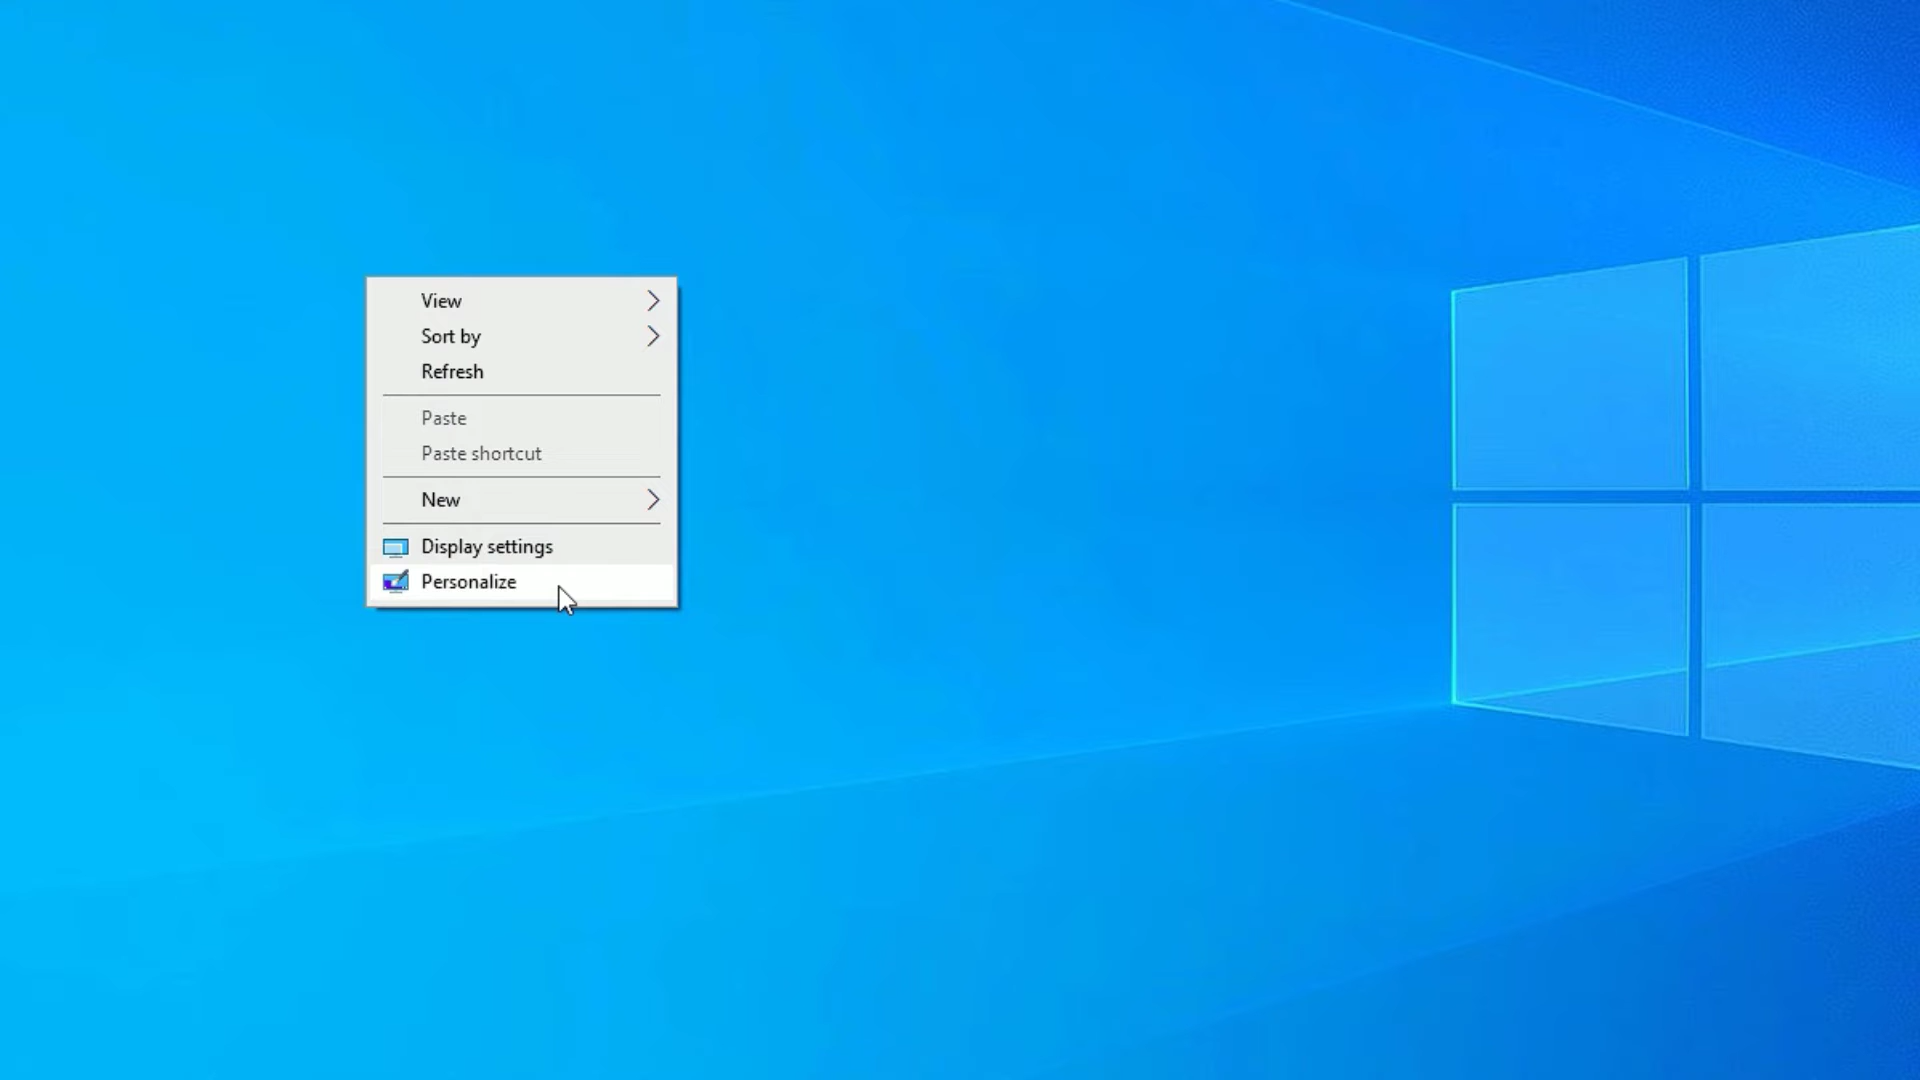 View
Sort by
Refresh
Paste
Paste shortcut
New
Display settings
Personalize